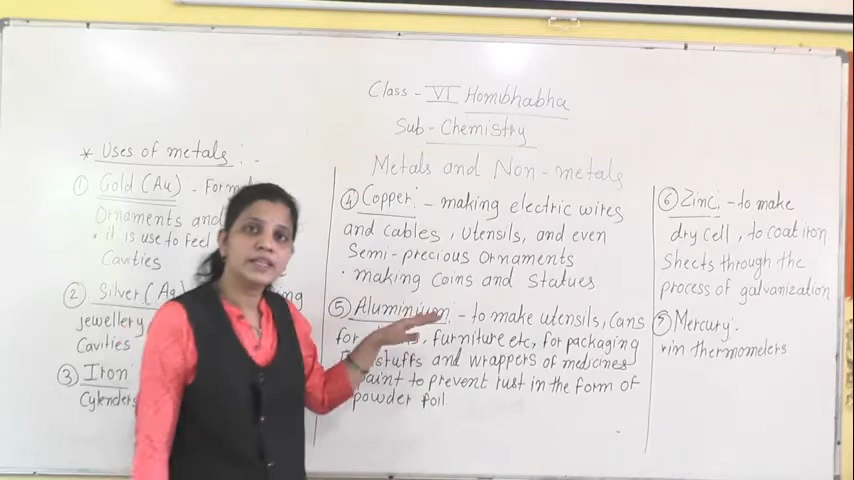 Class - VI Homibhabha
Sub - Chemistry
Metals and Non-metals
* Uses of metals : -
① Gold (Au) - Form
Ornaments and
• it is use to feel
Cavities
② Silver (Ag)
jewellery
Cavities
③ Iron
Cylenders
④ Copper: - making electric wires
and cables, Utensils, and even
Semi-precious Ornaments
• making Coins and Statues
⑤ Aluminium: - to make utensils, Cans
for , furniture etc, for packaging
stuffs and wrappers of medicines
paint to prevent rust in the form of
powder foil
⑥ Zinc: - to make
dry cell, to coat iron
Sheets through the
process of galvanization
⑦ Mercury:
• in thermometers